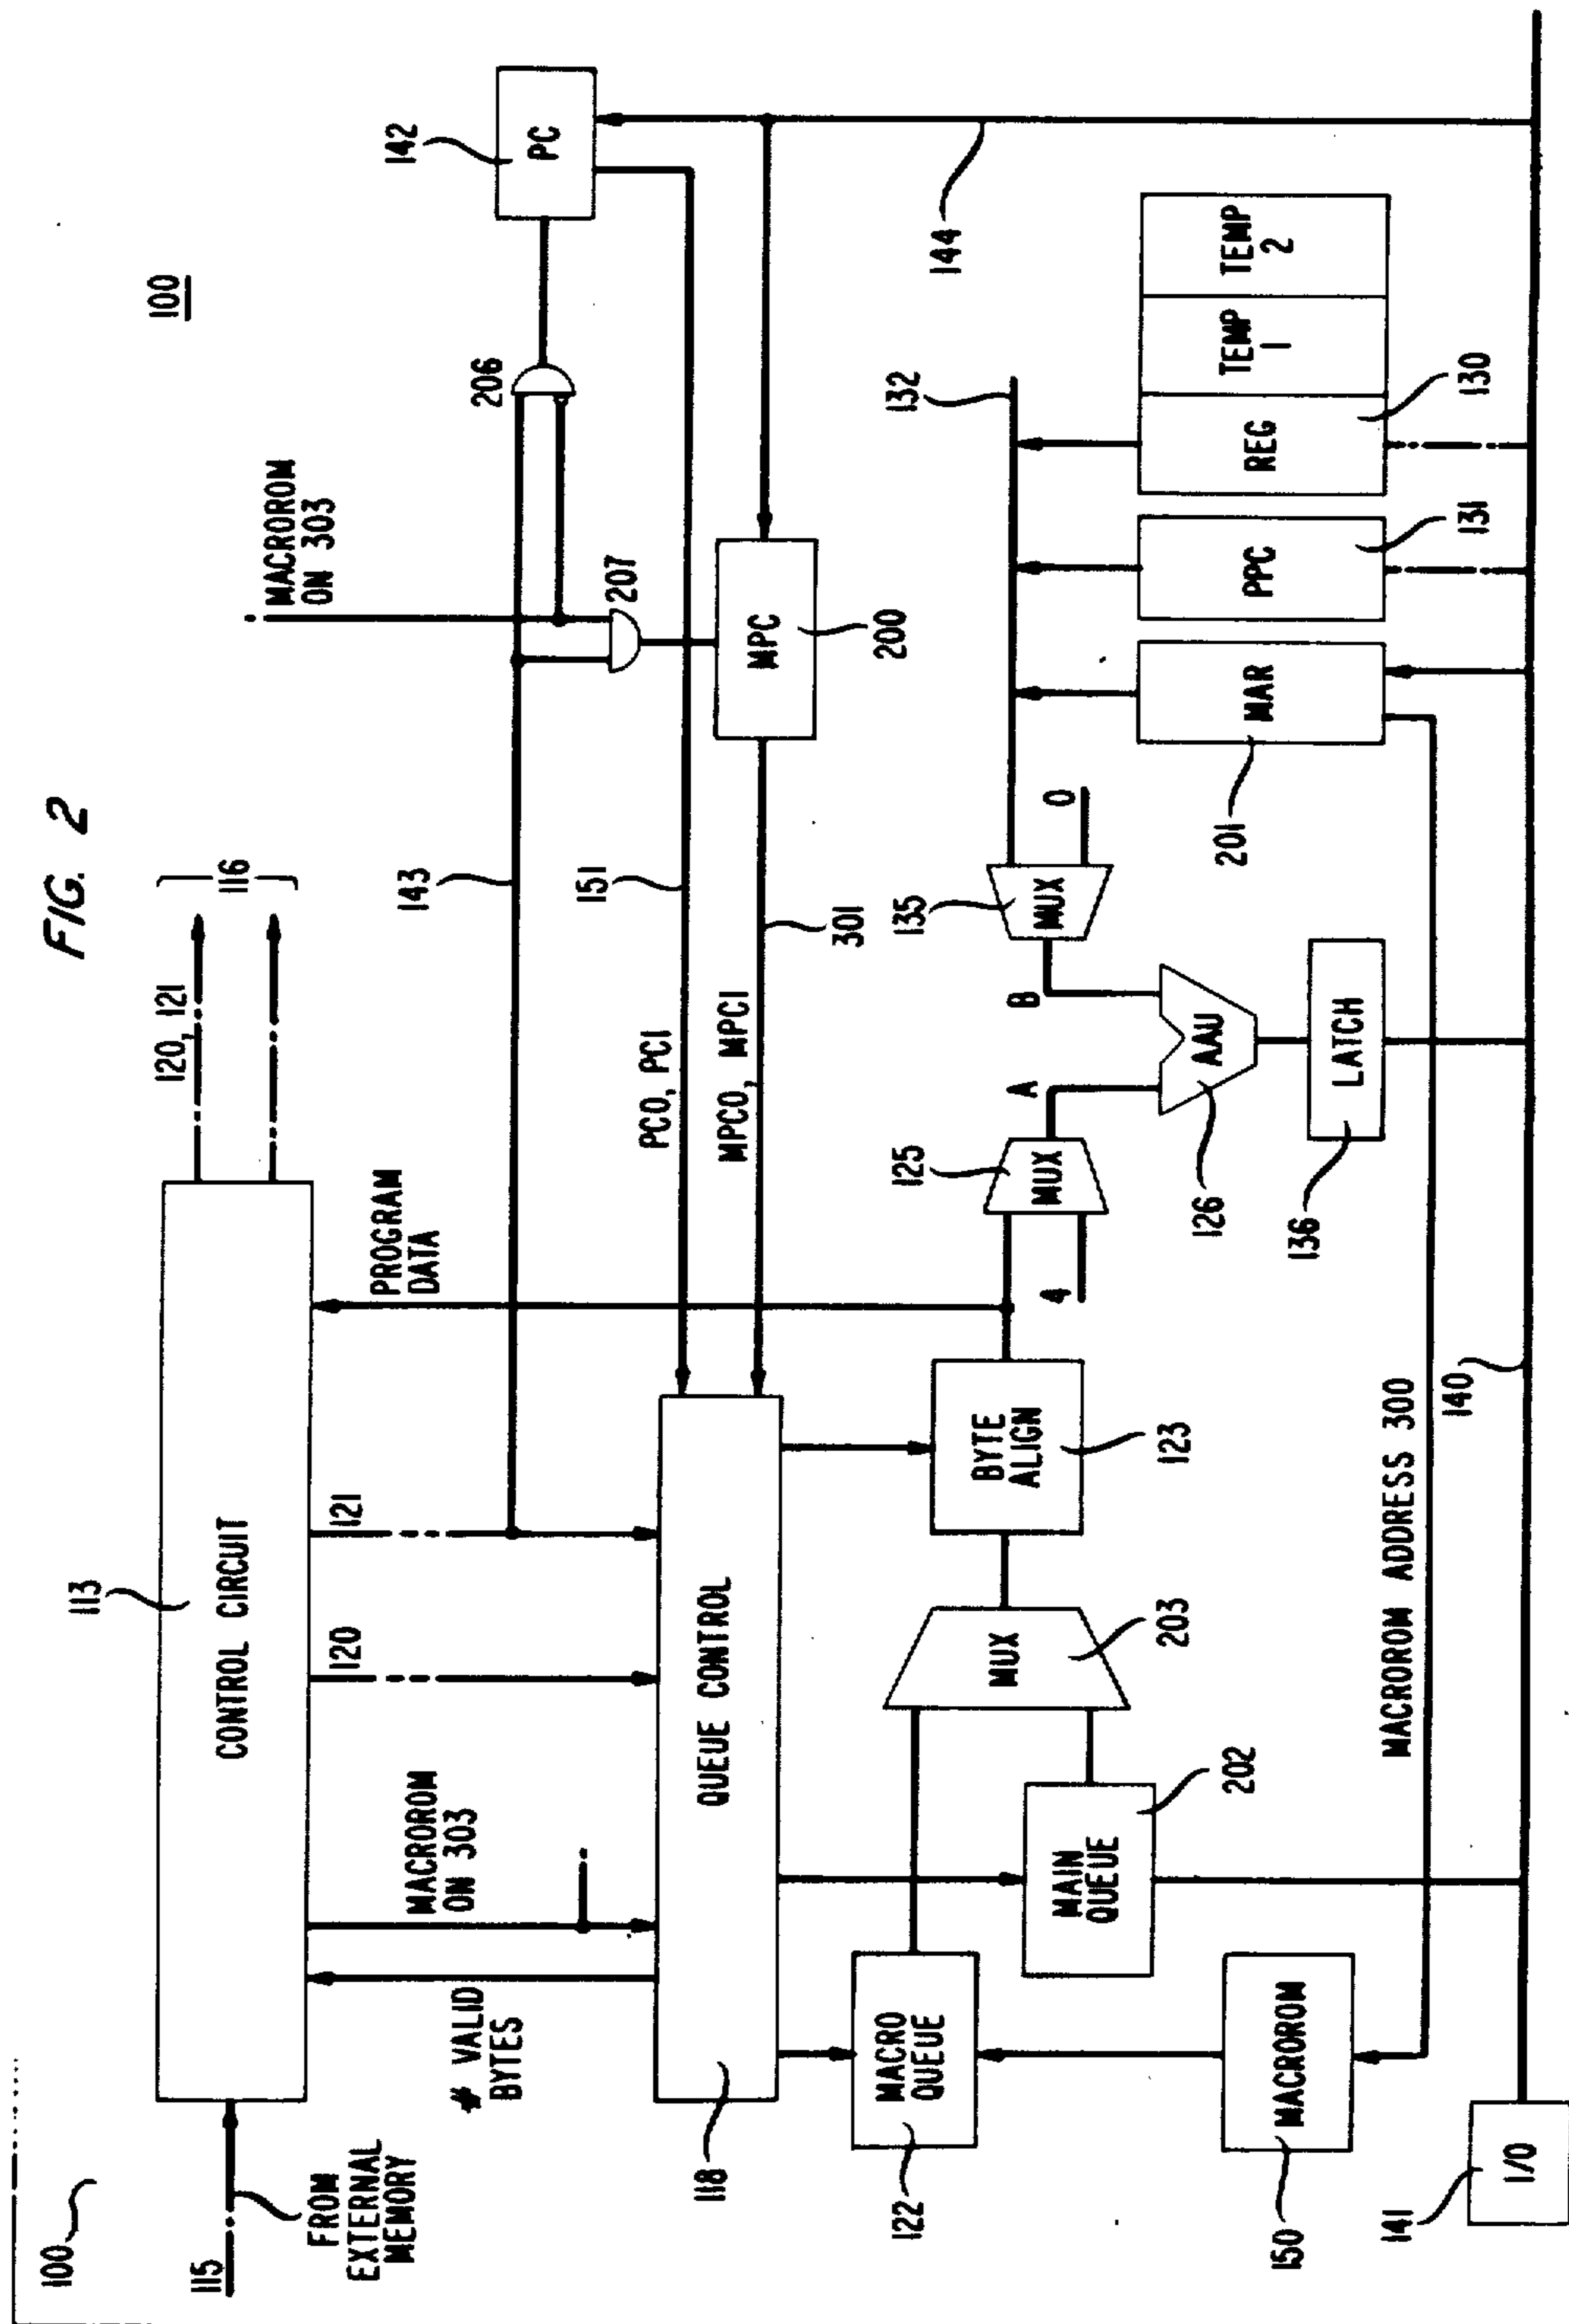 FIG. 2
100
100
115
FROM
EXTERNAL
MEMORY
113
CONTROL CIRCUIT
120, 121
116
# VALID
BYTES
MACROROM
ON 303
120
121
PROGRAM
DATA
143
MACROROM
ON 303
206
207
142
PC
118
QUEUE CONTROL
PC0, PC1
151
MPC0, MPC1
301
MPC
200
144
122
MACRO
QUEUE
MAIN
QUEUE
202
MUX
203
BYTE
ALIGN
123
125
MUX
4
A
B
135
MUX
0
132
126
AAU
136
LATCH
201
MAR
PPC
131
REG
130
TEMP
1
TEMP
2
150
MACROROM
MACROROM ADDRESS 300
140
141
I/O